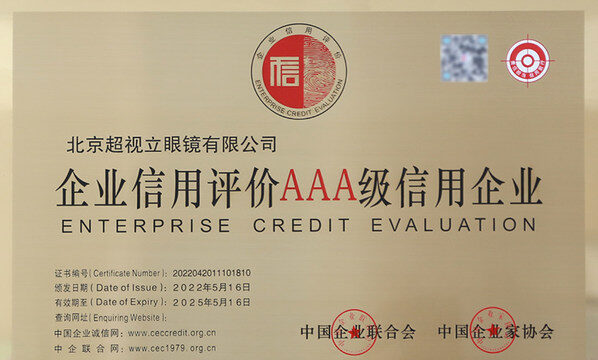 企业信用评价
信
ENTERPRISE CREDIT EVALUATION
北京超视立眼镜有限公司
企业信用评价AAA级信用企业
ENTERPRISE CREDIT EVALUATION
证书编号(Certificate Number)：2022042011101810
颁发日期(Date of Issue)：2022年5月16日
有效期至(Date of Expiry)：2025年5月16日
查询网址(Enquiring Website)：
中国企业诚信网：www.ceccredit.org.cn
中企联合网：www.cec1979.org.cn
中国企业联合会 中国企业家协会